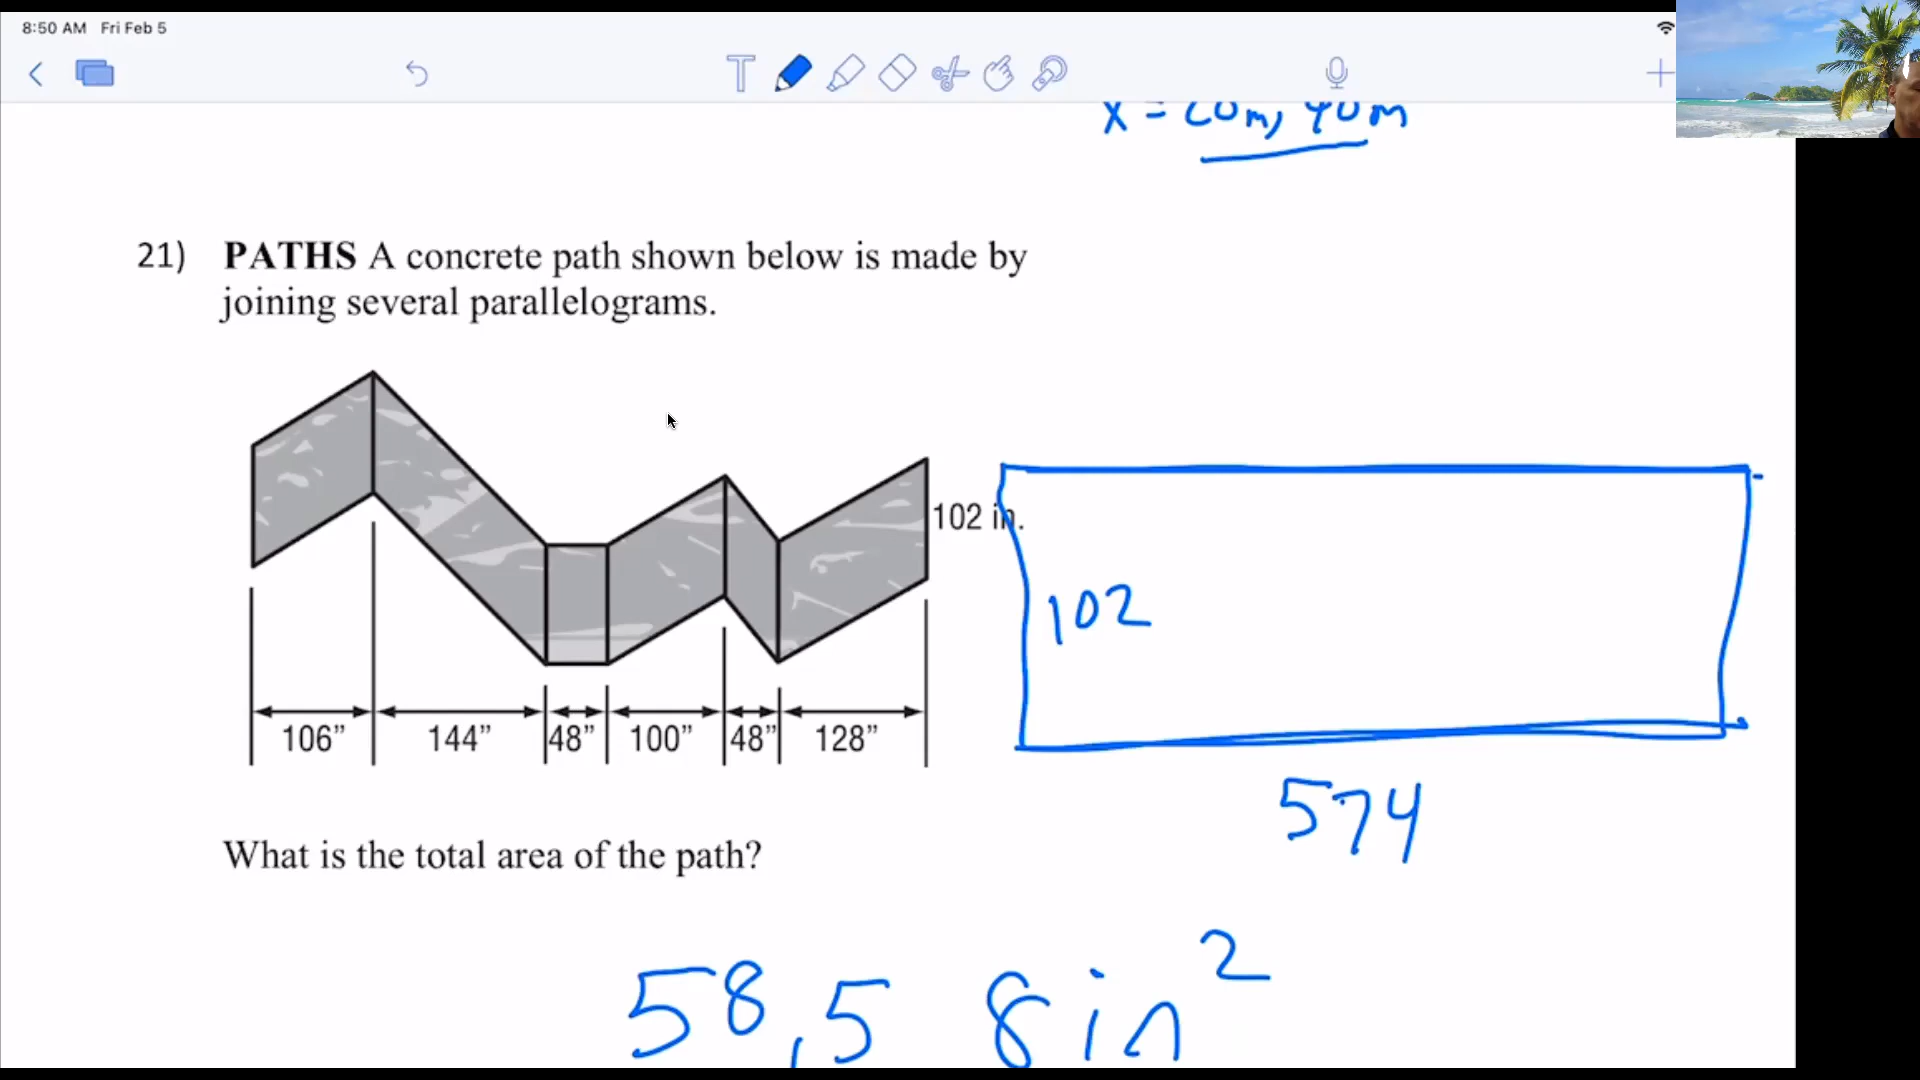 8:50 AM Fri Feb 5
x = 20m, 40m
21) PATHS A concrete path shown below is made by
joining several parallelograms.
102 in.
102
106” 144” 48” 100” 48” 128”
574
What is the total area of the path?
58,5 8 in²